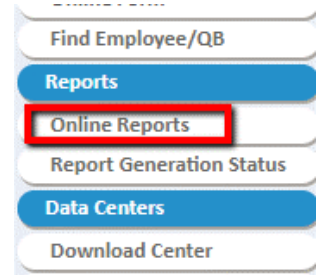 Find Employee/QB
Reports
Online Reports
Report Generation Status
Data Centers
Download Center